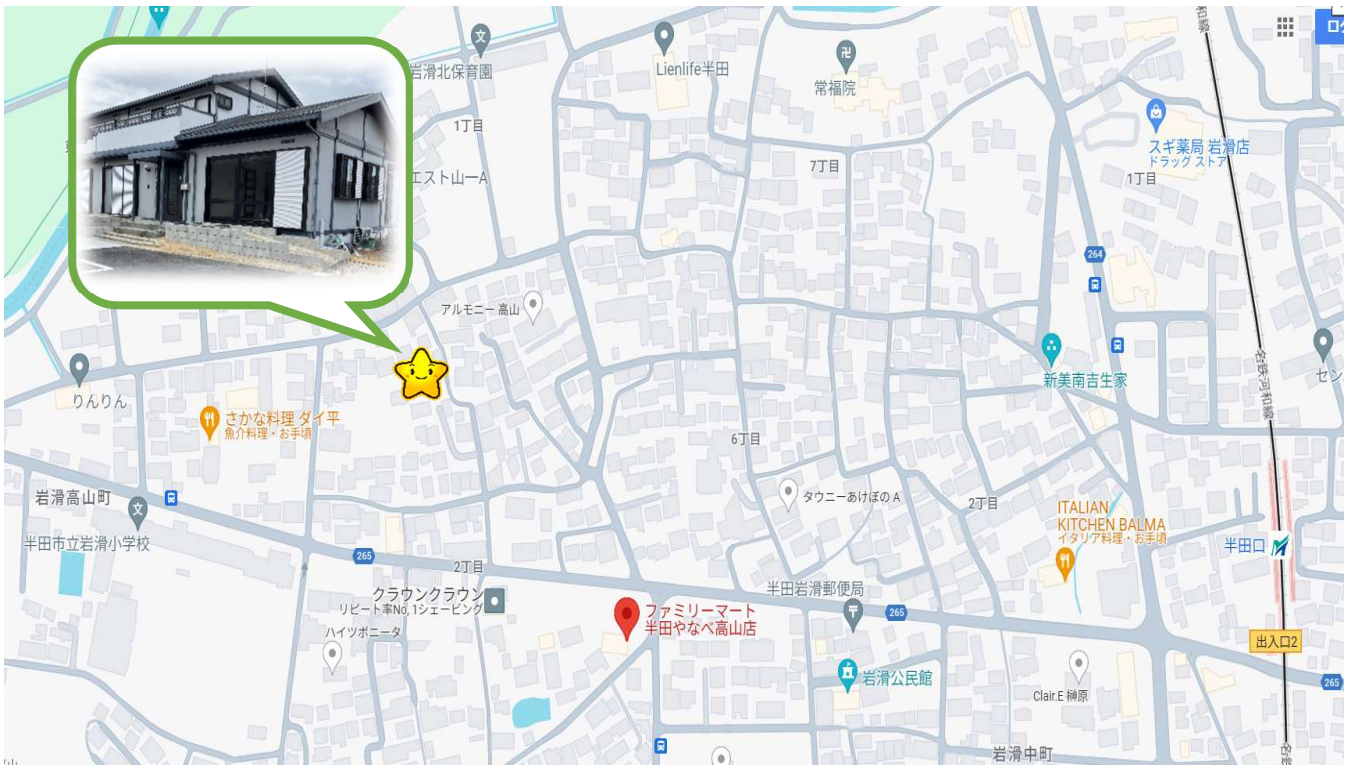 和線
ログ
岩滑北保育園
Lienlife半田
常福院
1丁目
スギ薬局 岩滑店
ドラッグ ストア
1丁目
7丁目
エスト山一A
264
アルモニー 高山
新美南吉生家
名鉄河和線
セン
りんりん
さかな料理 ダイ平
魚介料理・お手頃
6丁目
タウニーあけぼの A
2丁目
ITALIAN
KITCHEN BALMA
イタリア料理・お手頃
岩滑高山町
半田市立岩滑小学校
半田口
265
2丁目
クラウンクラウン
リピート率No,1シェービング
半田岩滑郵便局
265
ファミリーマート
半田やなべ高山店
ハイツボニータ
出入口2
岩滑公民館
265
Clair.E 榊原
岩滑中町